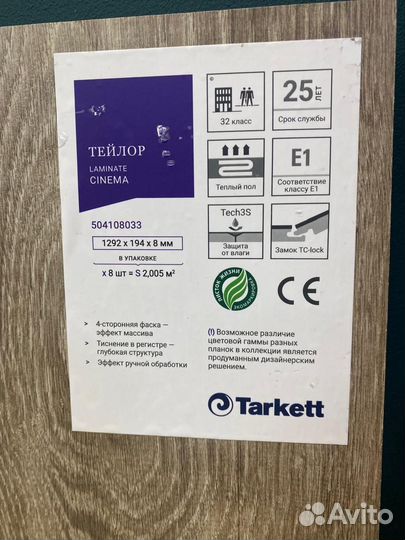 ТЕЙЛОР
LAMINATE
CINEMA
504108033
1292 x 194 x 8 мм
В УПАКОВКЕ
x 8 шт = S 2,005 м²
> 4-сторонняя фаска —
эффект массива
> Тиснение в регистре —
глубокая структура
> Эффект ручной обработки
32 класс
25 ЛЕТ
Срок службы
Теплый пол
E1
Соответствие
классу E1
Tech3S
Защита
от влаги
Замок TC-lock
ЛИСТОК ЖИЗНИ
CE
(!) Возможное различие
цветовой гаммы разных
планок в коллекции является
продуманным дизайнерским
решением.
Tarkett
Avito